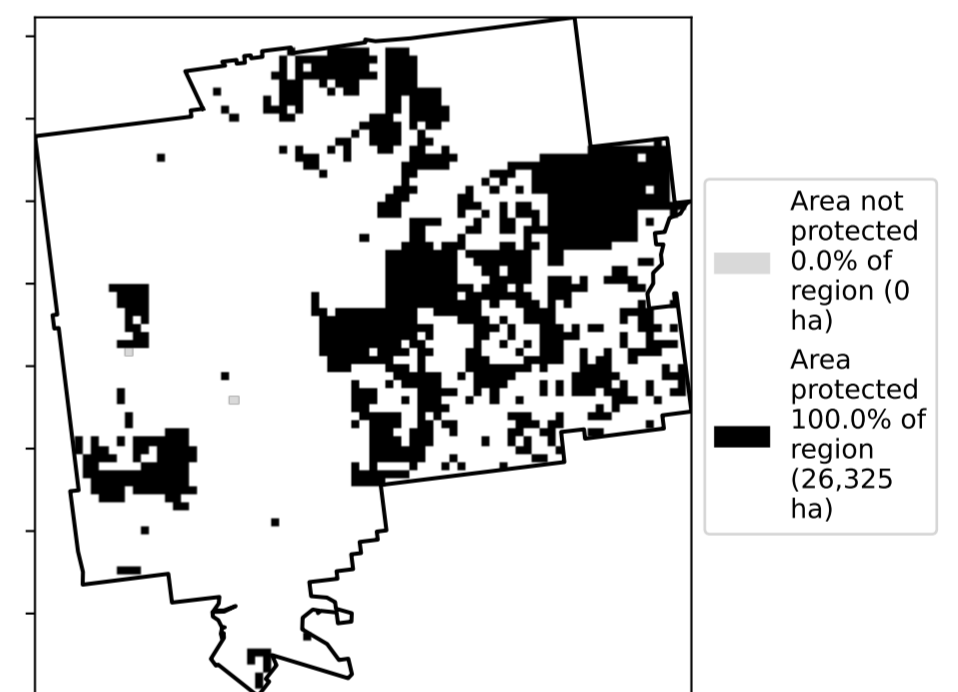 Area not
protected
0.0% of
region (0
ha)
Area
protected
100.0% of
region
(26,325
ha)